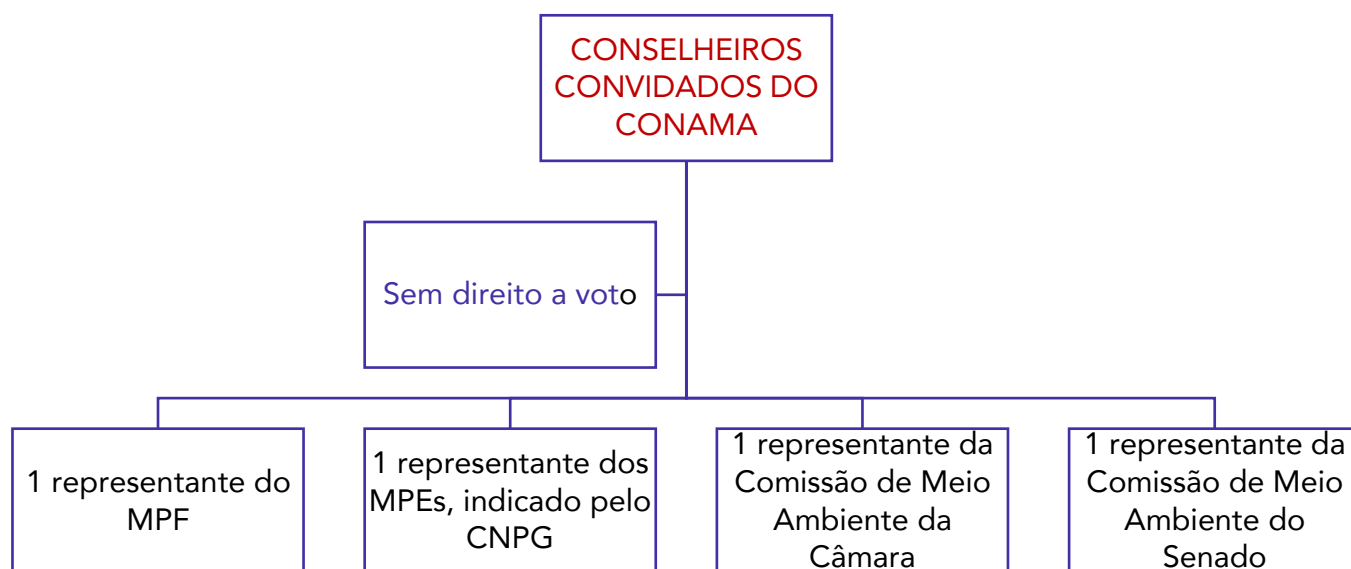 CONSELHEIROS
CONVIDADOS DO
CONAMA
Sem direito a voto
1 representante do
MPF
1 representante dos
MPEs, indicado pelo
CNPG
1 representante da
Comissão de Meio
Ambiente da
Câmara
1 representante da
Comissão de Meio
Ambiente do
Senado